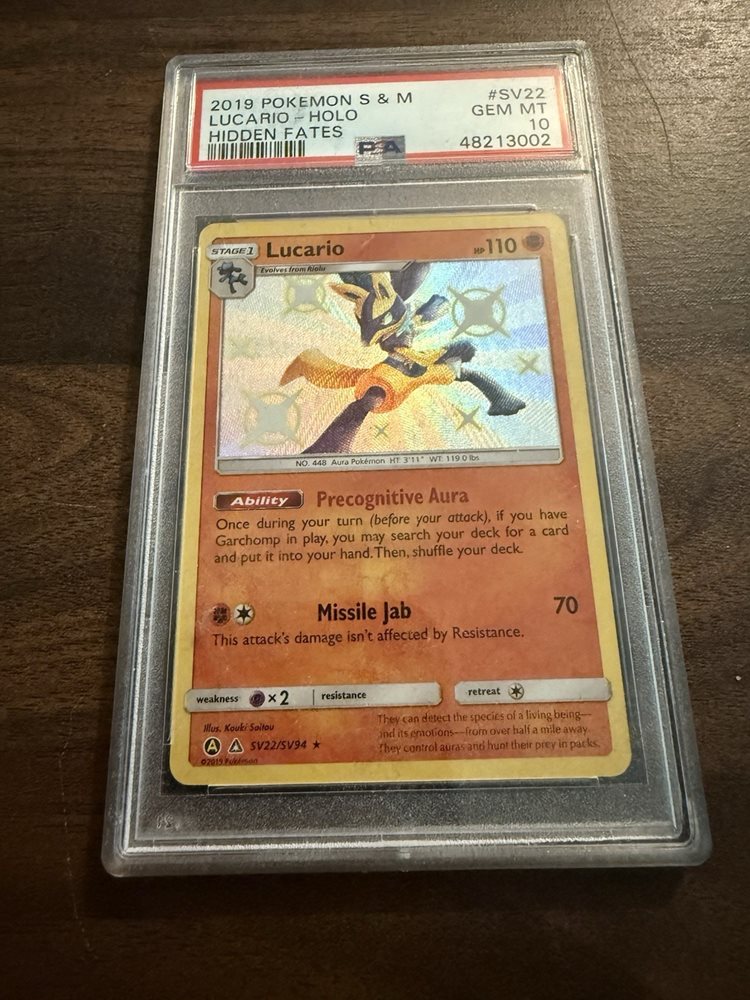 2019 POKEMON S & M
LUCARIO - HOLO
HIDDEN FATES
#SV22
GEM MT
10
48213002
PSA
STAGE 1 Lucario HP 110
Evolves from Riolu
NO. 448 Aura Pokémon HT: 3'11" WT: 119.0 lbs
Ability Precognitive Aura
Once during your turn (before your attack), if you have
Garchomp in play, you may search your deck for a card
and put it into your hand. Then, shuffle your deck.
Missile Jab 70
This attack's damage isn't affected by Resistance.
weakness ×2 resistance retreat
Illus. Kouki Saitou
A SV22/SV94 ★
©2019 Pokémon
They can detect the species of a living being—
and its emotions—from over half a mile away.
They control auras and hunt their prey in packs.